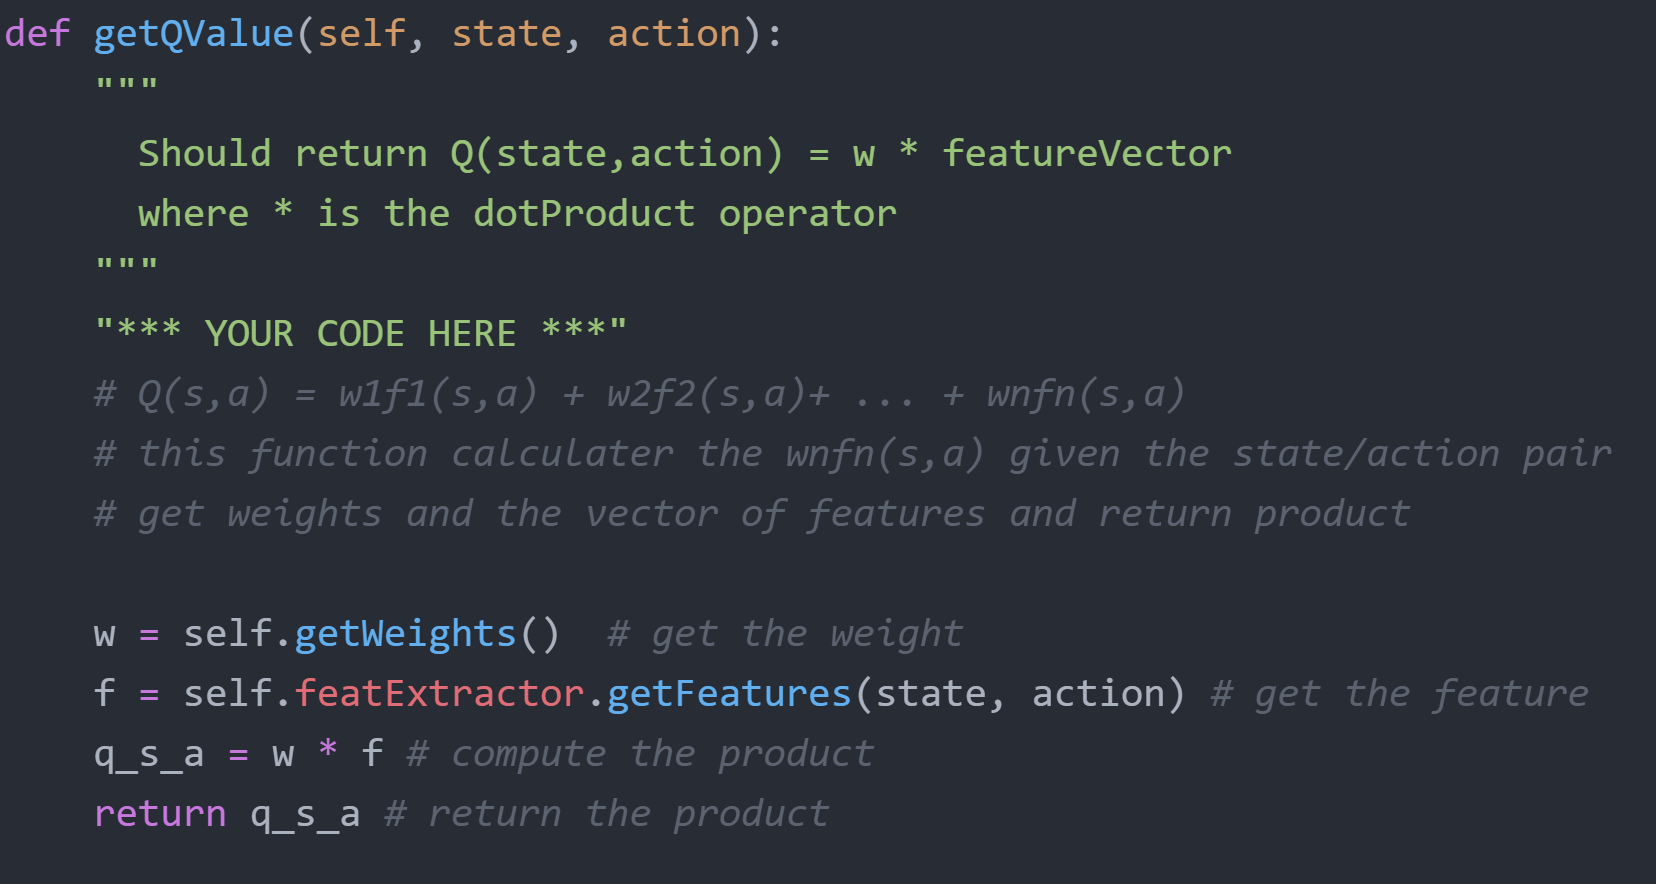 def getQValue(self, state, action):
    """
      Should return Q(state,action) = w * featureVector
      where * is the dotProduct operator
    """
    "*** YOUR CODE HERE ***"
    # Q(s,a) = w1f1(s,a) + w2f2(s,a)+ ... + wnfn(s,a)
    # this function calculater the wnfn(s,a) given the state/action pair
    # get weights and the vector of features and return product

    w = self.getWeights()  # get the weight
    f = self.featExtractor.getFeatures(state, action) # get the feature
    q_s_a = w * f # compute the product
    return q_s_a # return the product